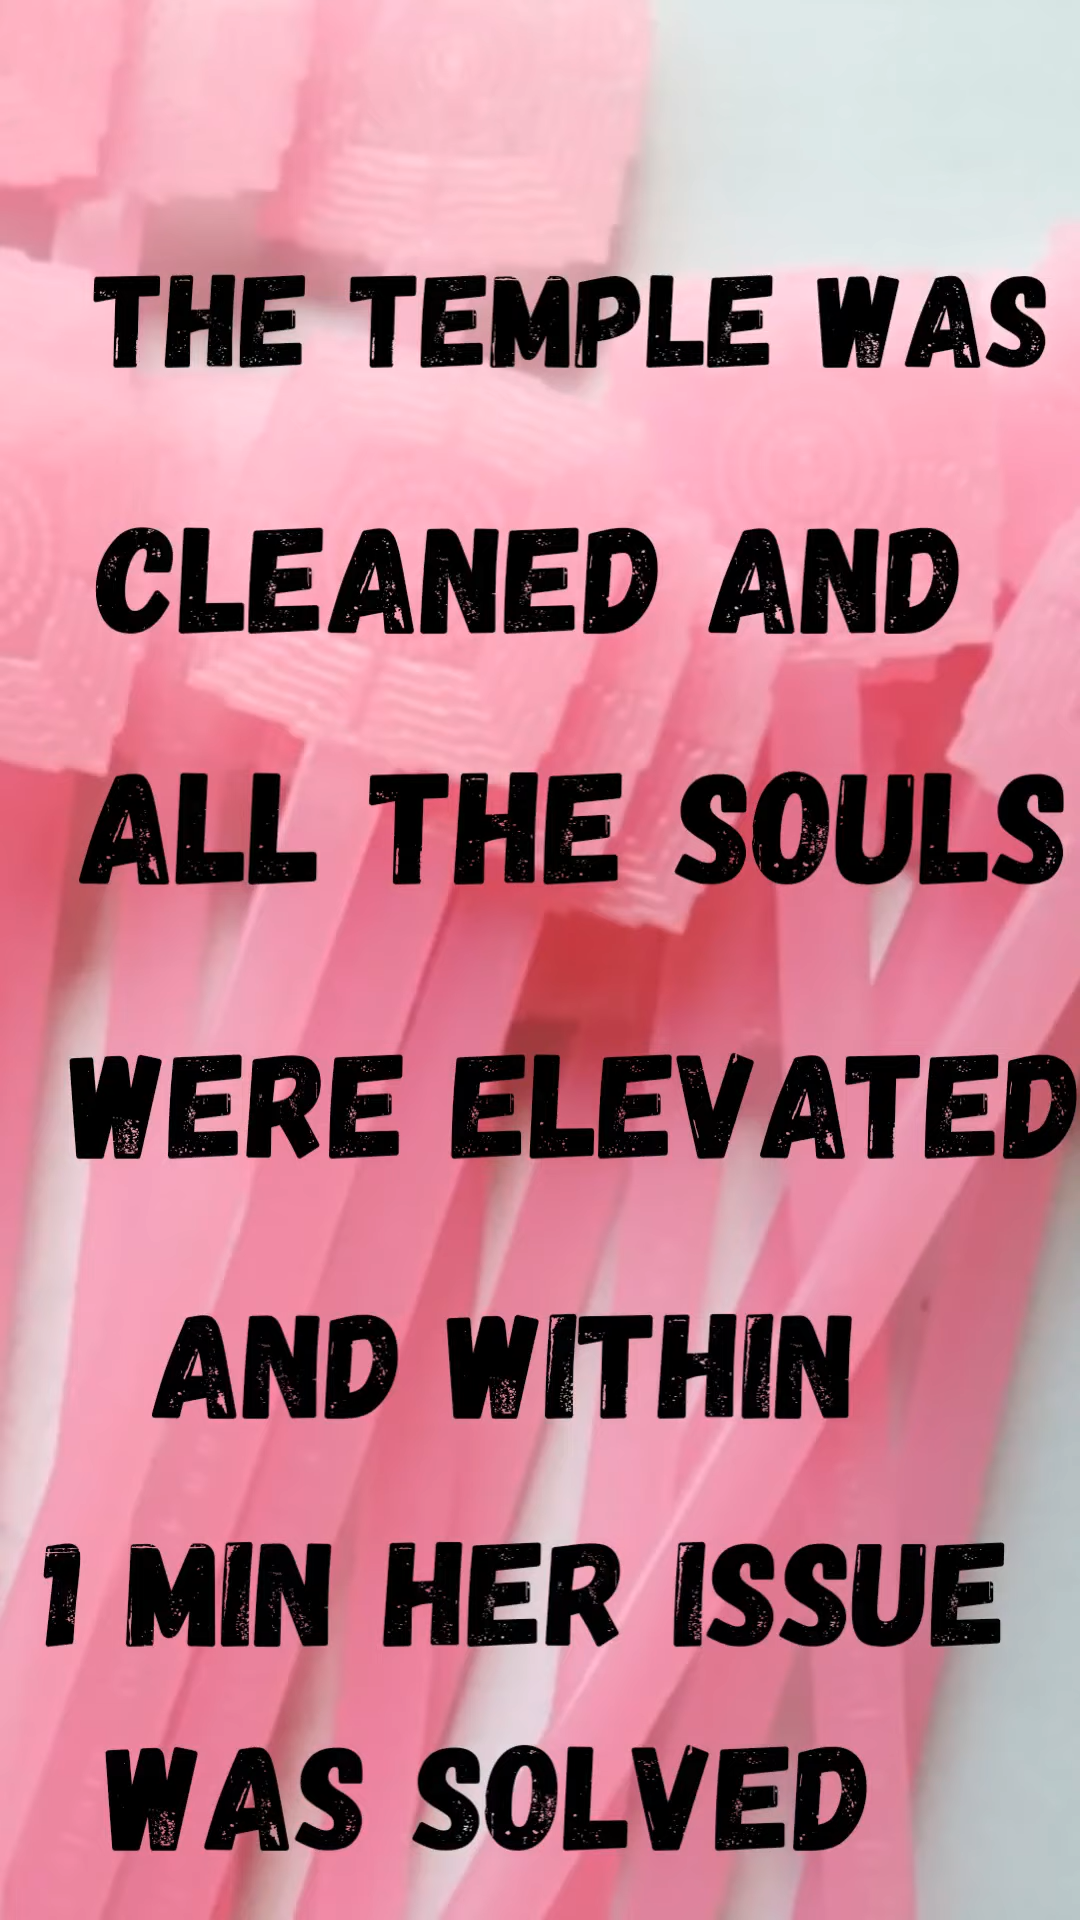 THE TEMPLE WAS
CLEANED AND
ALL THE SOULS
WERE ELEVATED
AND WITHIN
1 MIN HER ISSUE
WAS SOLVED